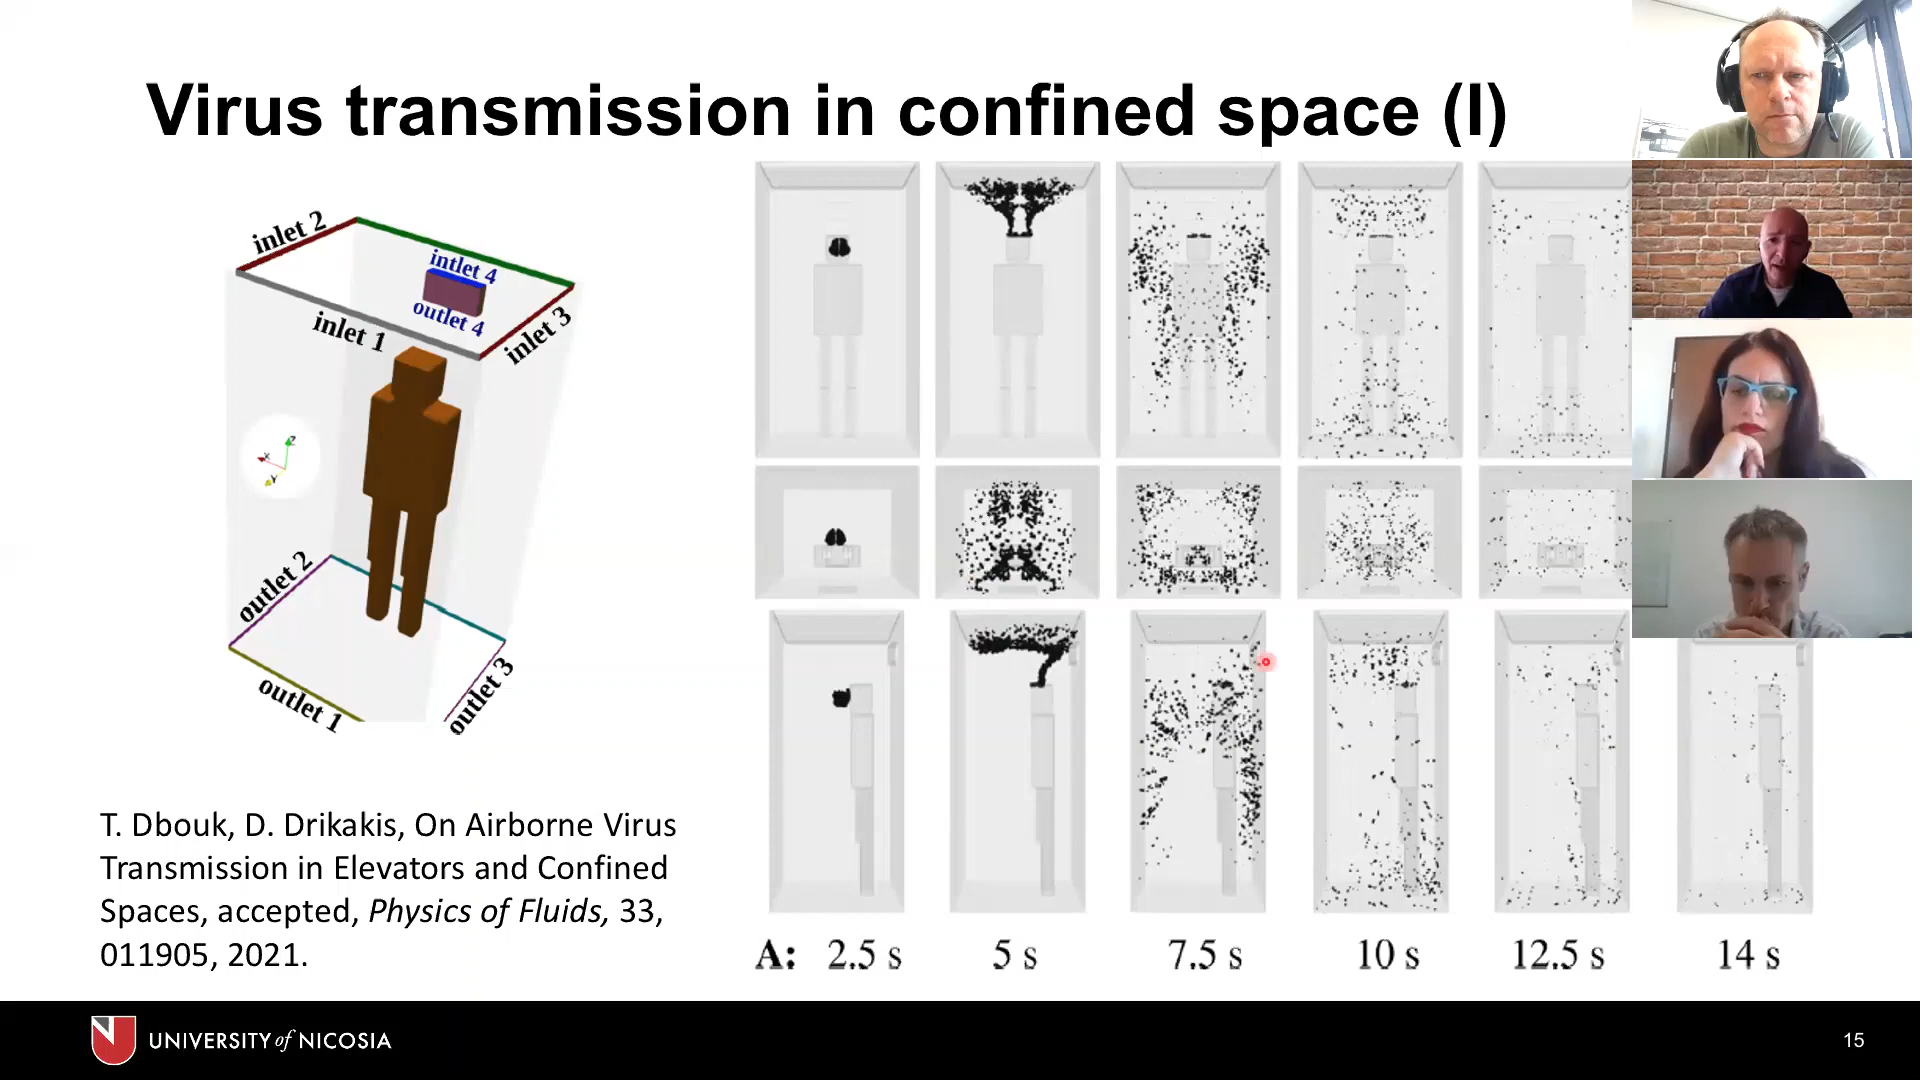 Virus transmission in confined space (I)
inlet 2
intlet 4
outlet 4
inlet 1
inlet 3
Z
X
Y
outlet 2
outlet 1
outlet 3
T. Dbouk, D. Drikakis, On Airborne Virus
Transmission in Elevators and Confined
Spaces, accepted, Physics of Fluids, 33,
011905, 2021.
A: 2.5 s 5 s 7.5 s 10 s 12.5 s 14 s
UNIVERSITY of NICOSIA
15